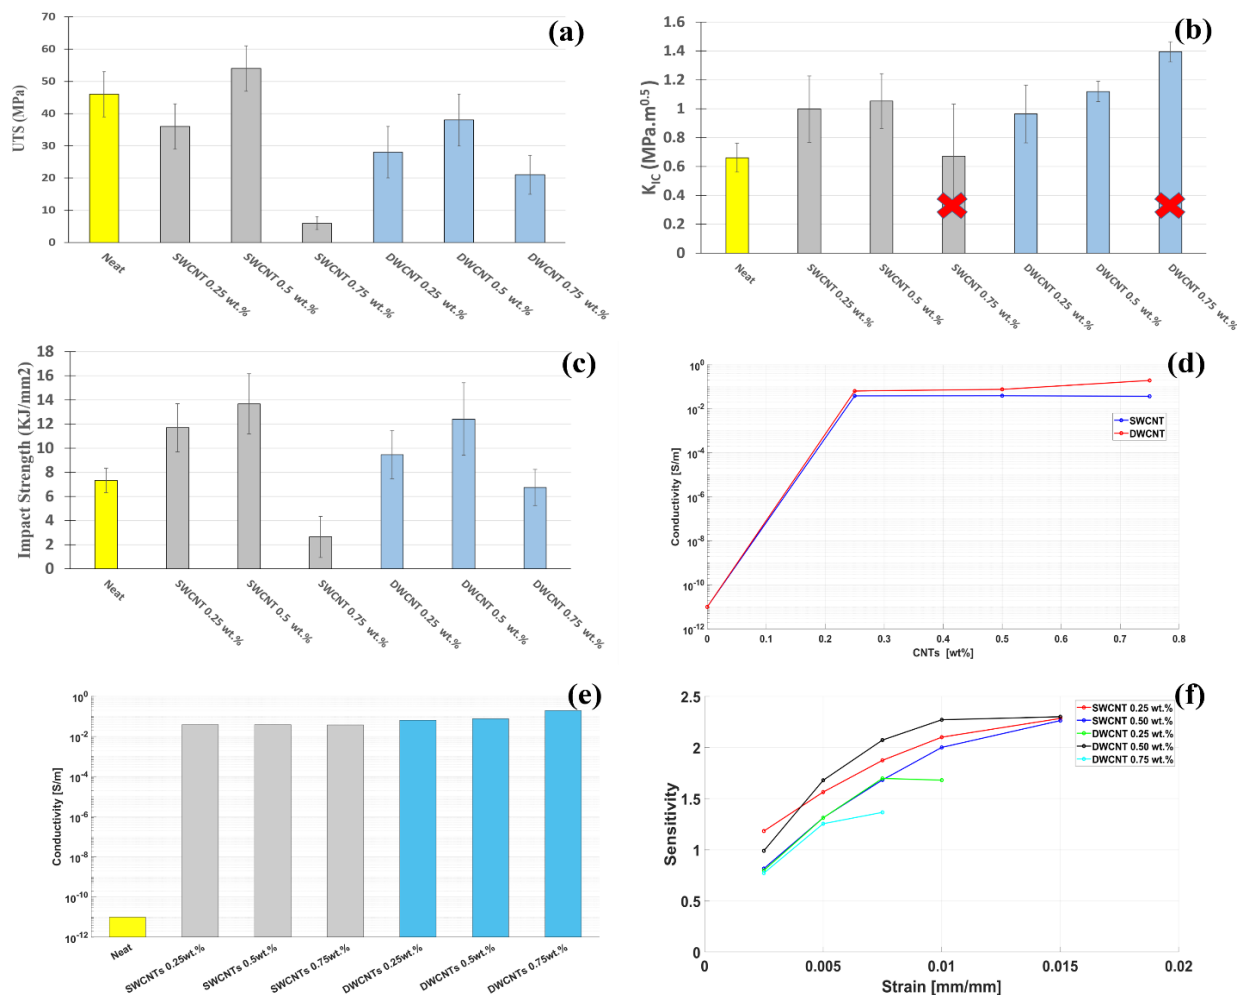 (a)
UTS (MPa)
70
60
50
40
30
20
10
0
Neat
SWCNT 0.25 wt.%
SWCNT 0.5 wt.%
SWCNT 0.75 wt.%
DWCNT 0.25 wt.%
DWCNT 0.5 wt.%
DWCNT 0.75 wt.%
(b)
K_IC (MPa.m^0.5)
1.6
1.4
1.2
1
0.8
0.6
0.4
0.2
0
Neat
SWCNT 0.25 wt.%
SWCNT 0.5 wt.%
SWCNT 0.75 wt.%
DWCNT 0.25 wt.%
DWCNT 0.5 wt.%
DWCNT 0.75 wt.%
(c)
Impact Strength (KJ/mm2)
18
16
14
12
10
8
6
4
2
0
Neat
SWCNT 0.25 wt.%
SWCNT 0.5 wt.%
SWCNT 0.75 wt.%
DWCNT 0.25 wt.%
DWCNT 0.5 wt.%
DWCNT 0.75 wt.%
(d)
Conductivity [S/m]
10^0
10^-2
10^-4
10^-6
10^-8
10^-10
10^-12
SWCNT
DWCNT
0
0.1
0.2
0.3
0.4
0.5
0.6
0.7
0.8
CNTs [wt%]
(e)
Conductivity [S/m]
10^0
10^-2
10^-4
10^-6
10^-8
10^-10
10^-12
Neat
SWCNTs 0.25wt.%
SWCNTs 0.5wt.%
SWCNTs 0.75wt.%
DWCNTs 0.25wt.%
DWCNTs 0.5wt.%
DWCNTs 0.75wt.%
(f)
Sensitivity
2.5
2
1.5
1
0.5
0
SWCNT 0.25 wt.%
SWCNT 0.50 wt.%
DWCNT 0.25 wt.%
DWCNT 0.50 wt.%
DWCNT 0.75 wt.%
0
0.005
0.01
0.015
0.02
Strain [mm/mm]